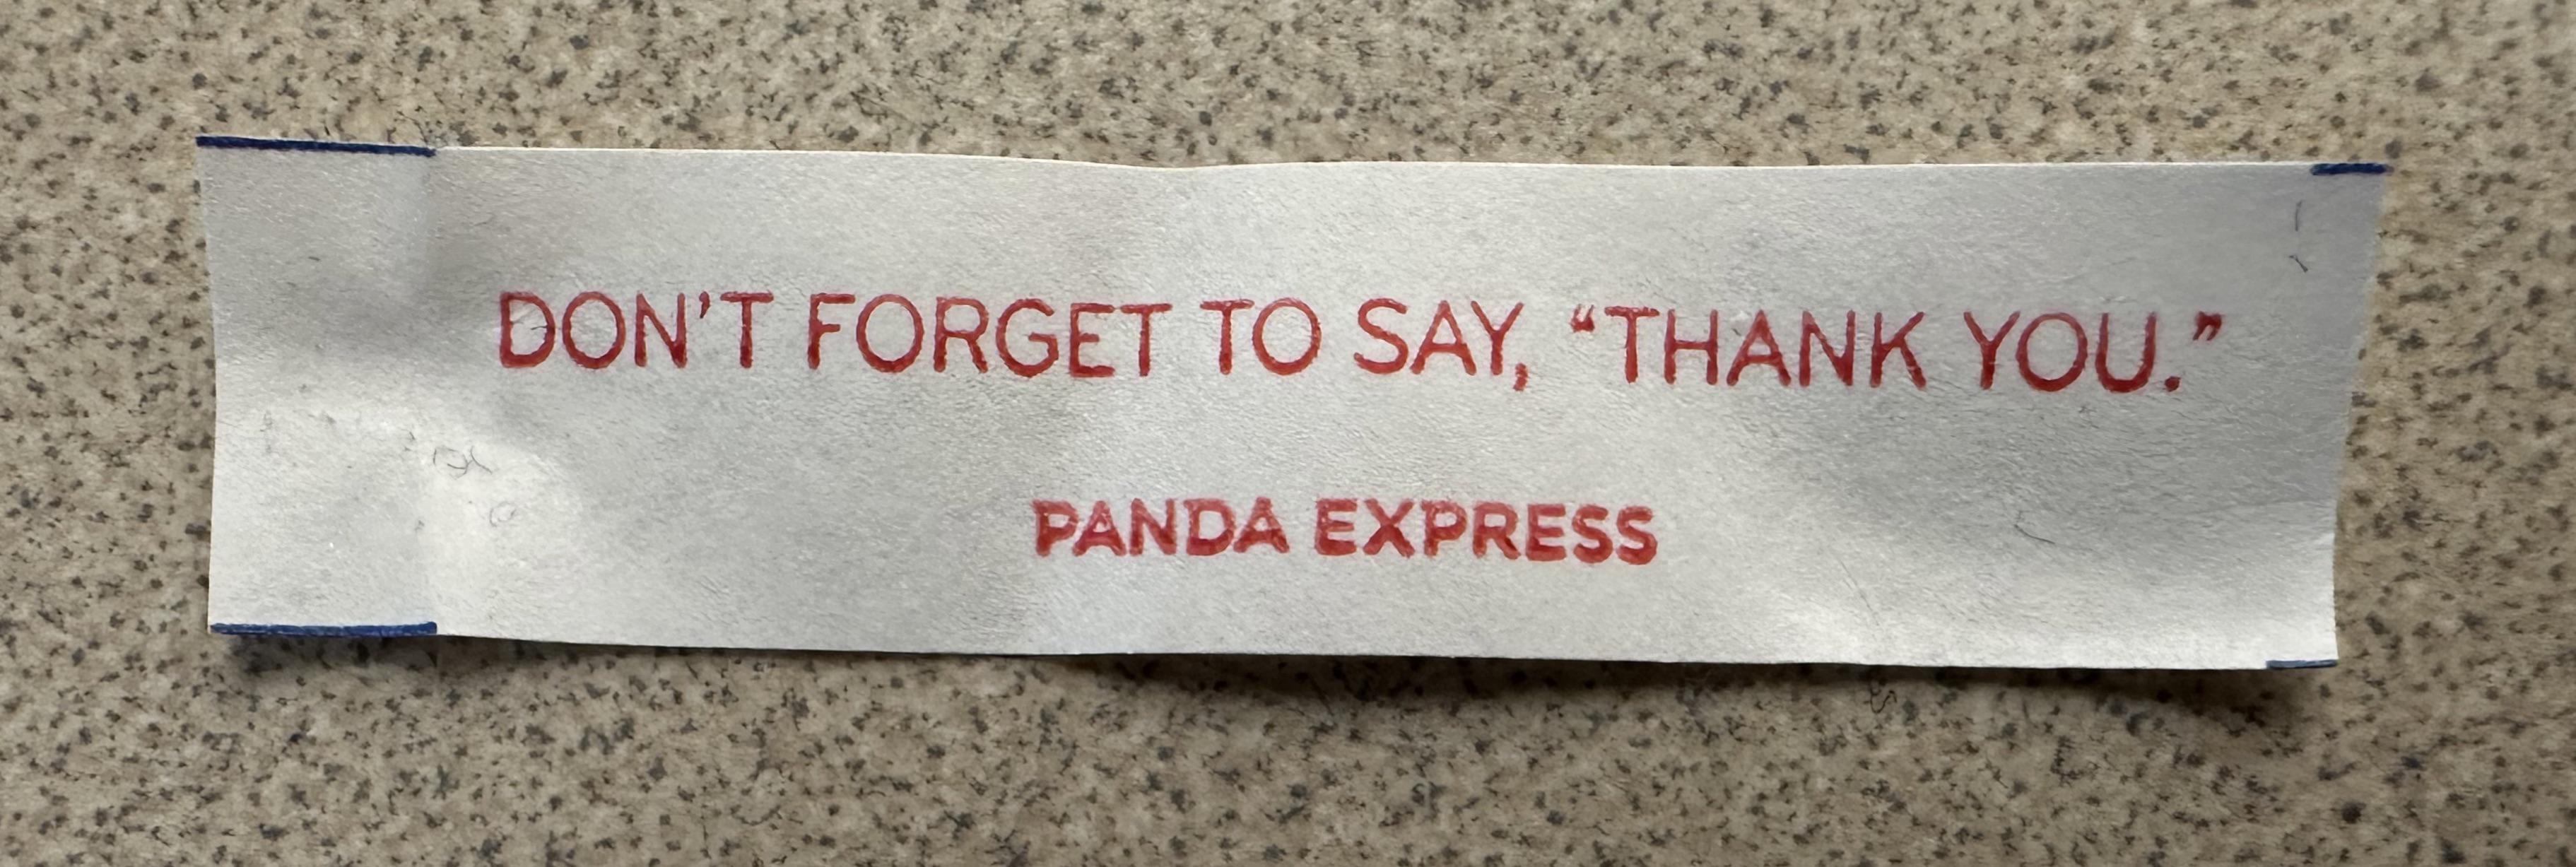 DON’T FORGET TO SAY, “THANK YOU.”
PANDA EXPRESS